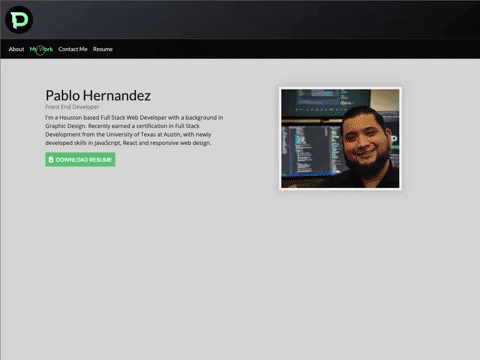 P
About My Work Contact Me Resume
Pablo Hernandez
Front End Developer
I'm a Houston based Full Stack Web Developer with a background in
Graphic Design. Recently earned a certification in Full Stack
Development from the University of Texas at Austin, with newly
developed skills in JavaScript, React and responsive web design.
DOWNLOAD RESUME